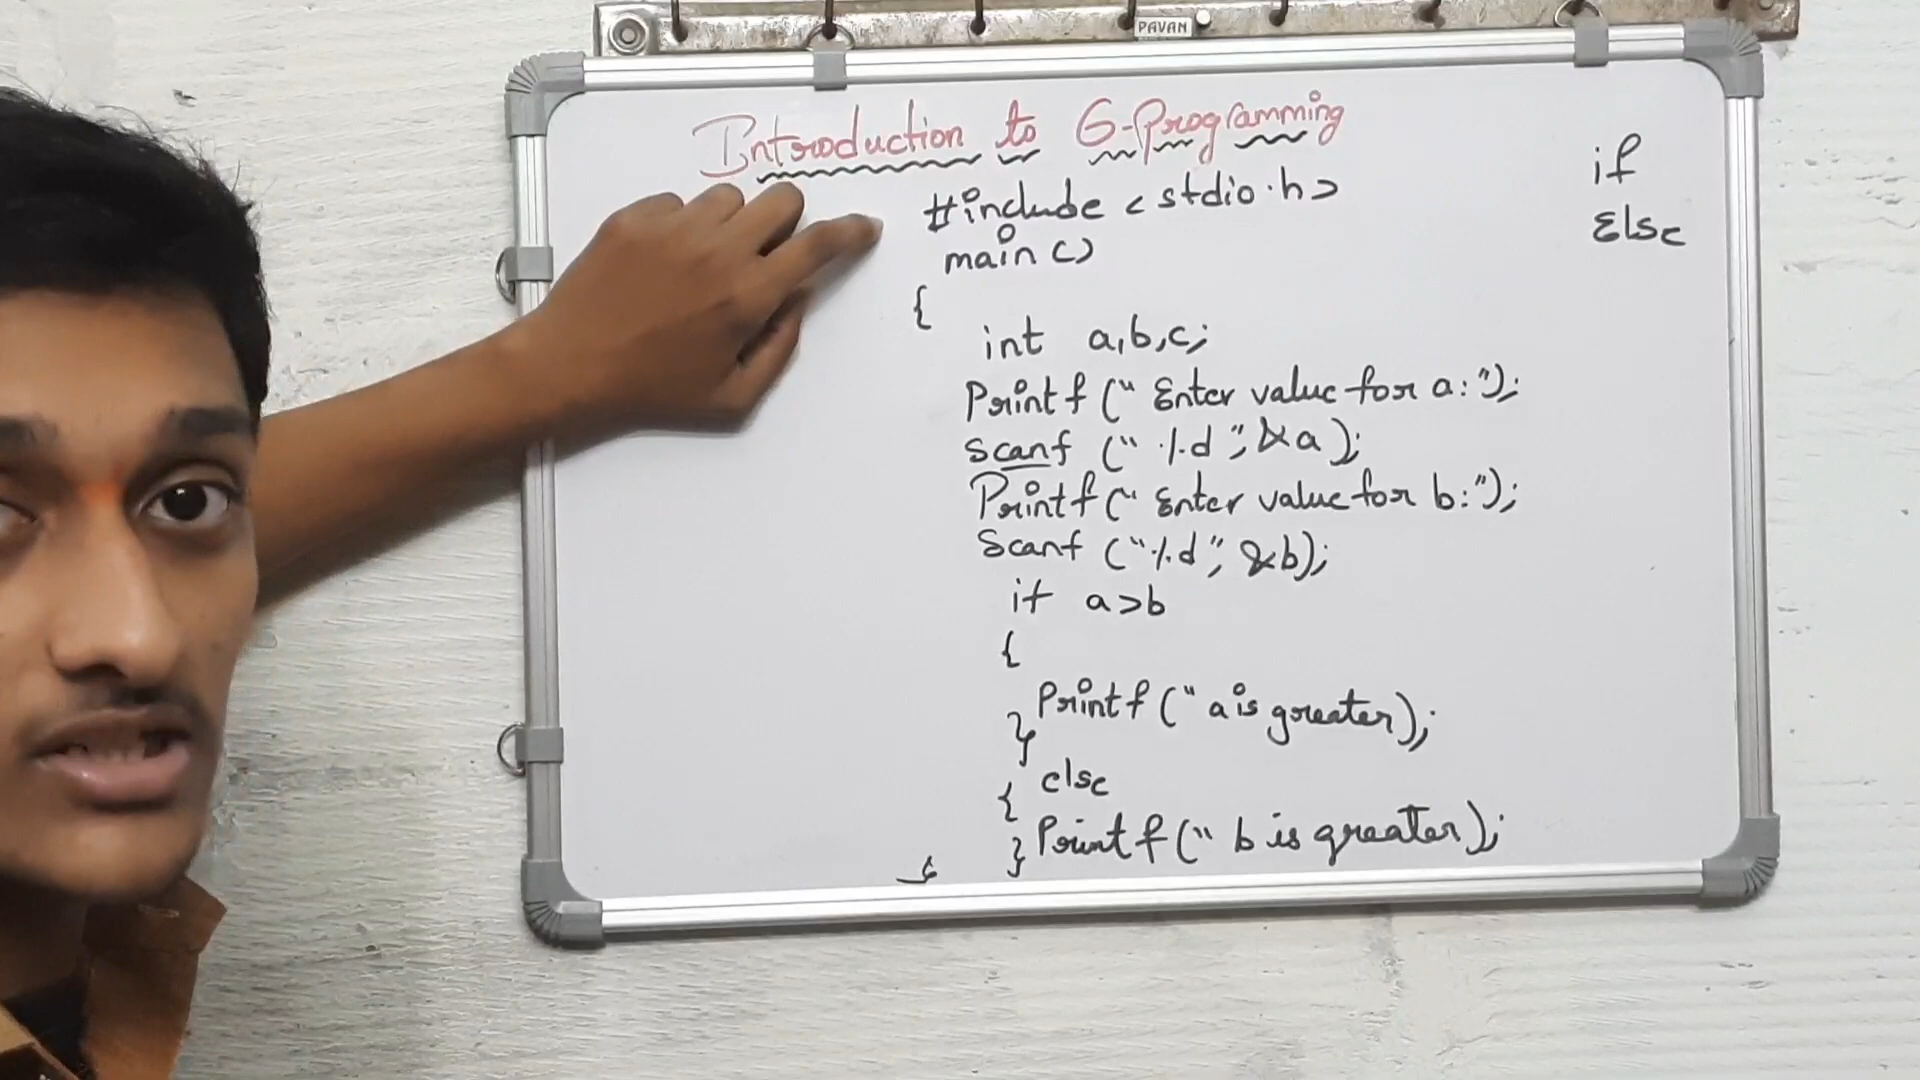 PAVAN
Introduction to C-Programming
#include <stdio.h>
main ()
{
int a,b,c;
Printf (" Enter value for a:");
Scanf (" %d", &a );
Printf (" Enter value for b:");
Scanf ("%d", &b);
if a>b
{
Printf (" a is greater);
}
else
{
Printf (" b is greater);
}
}
if
Else